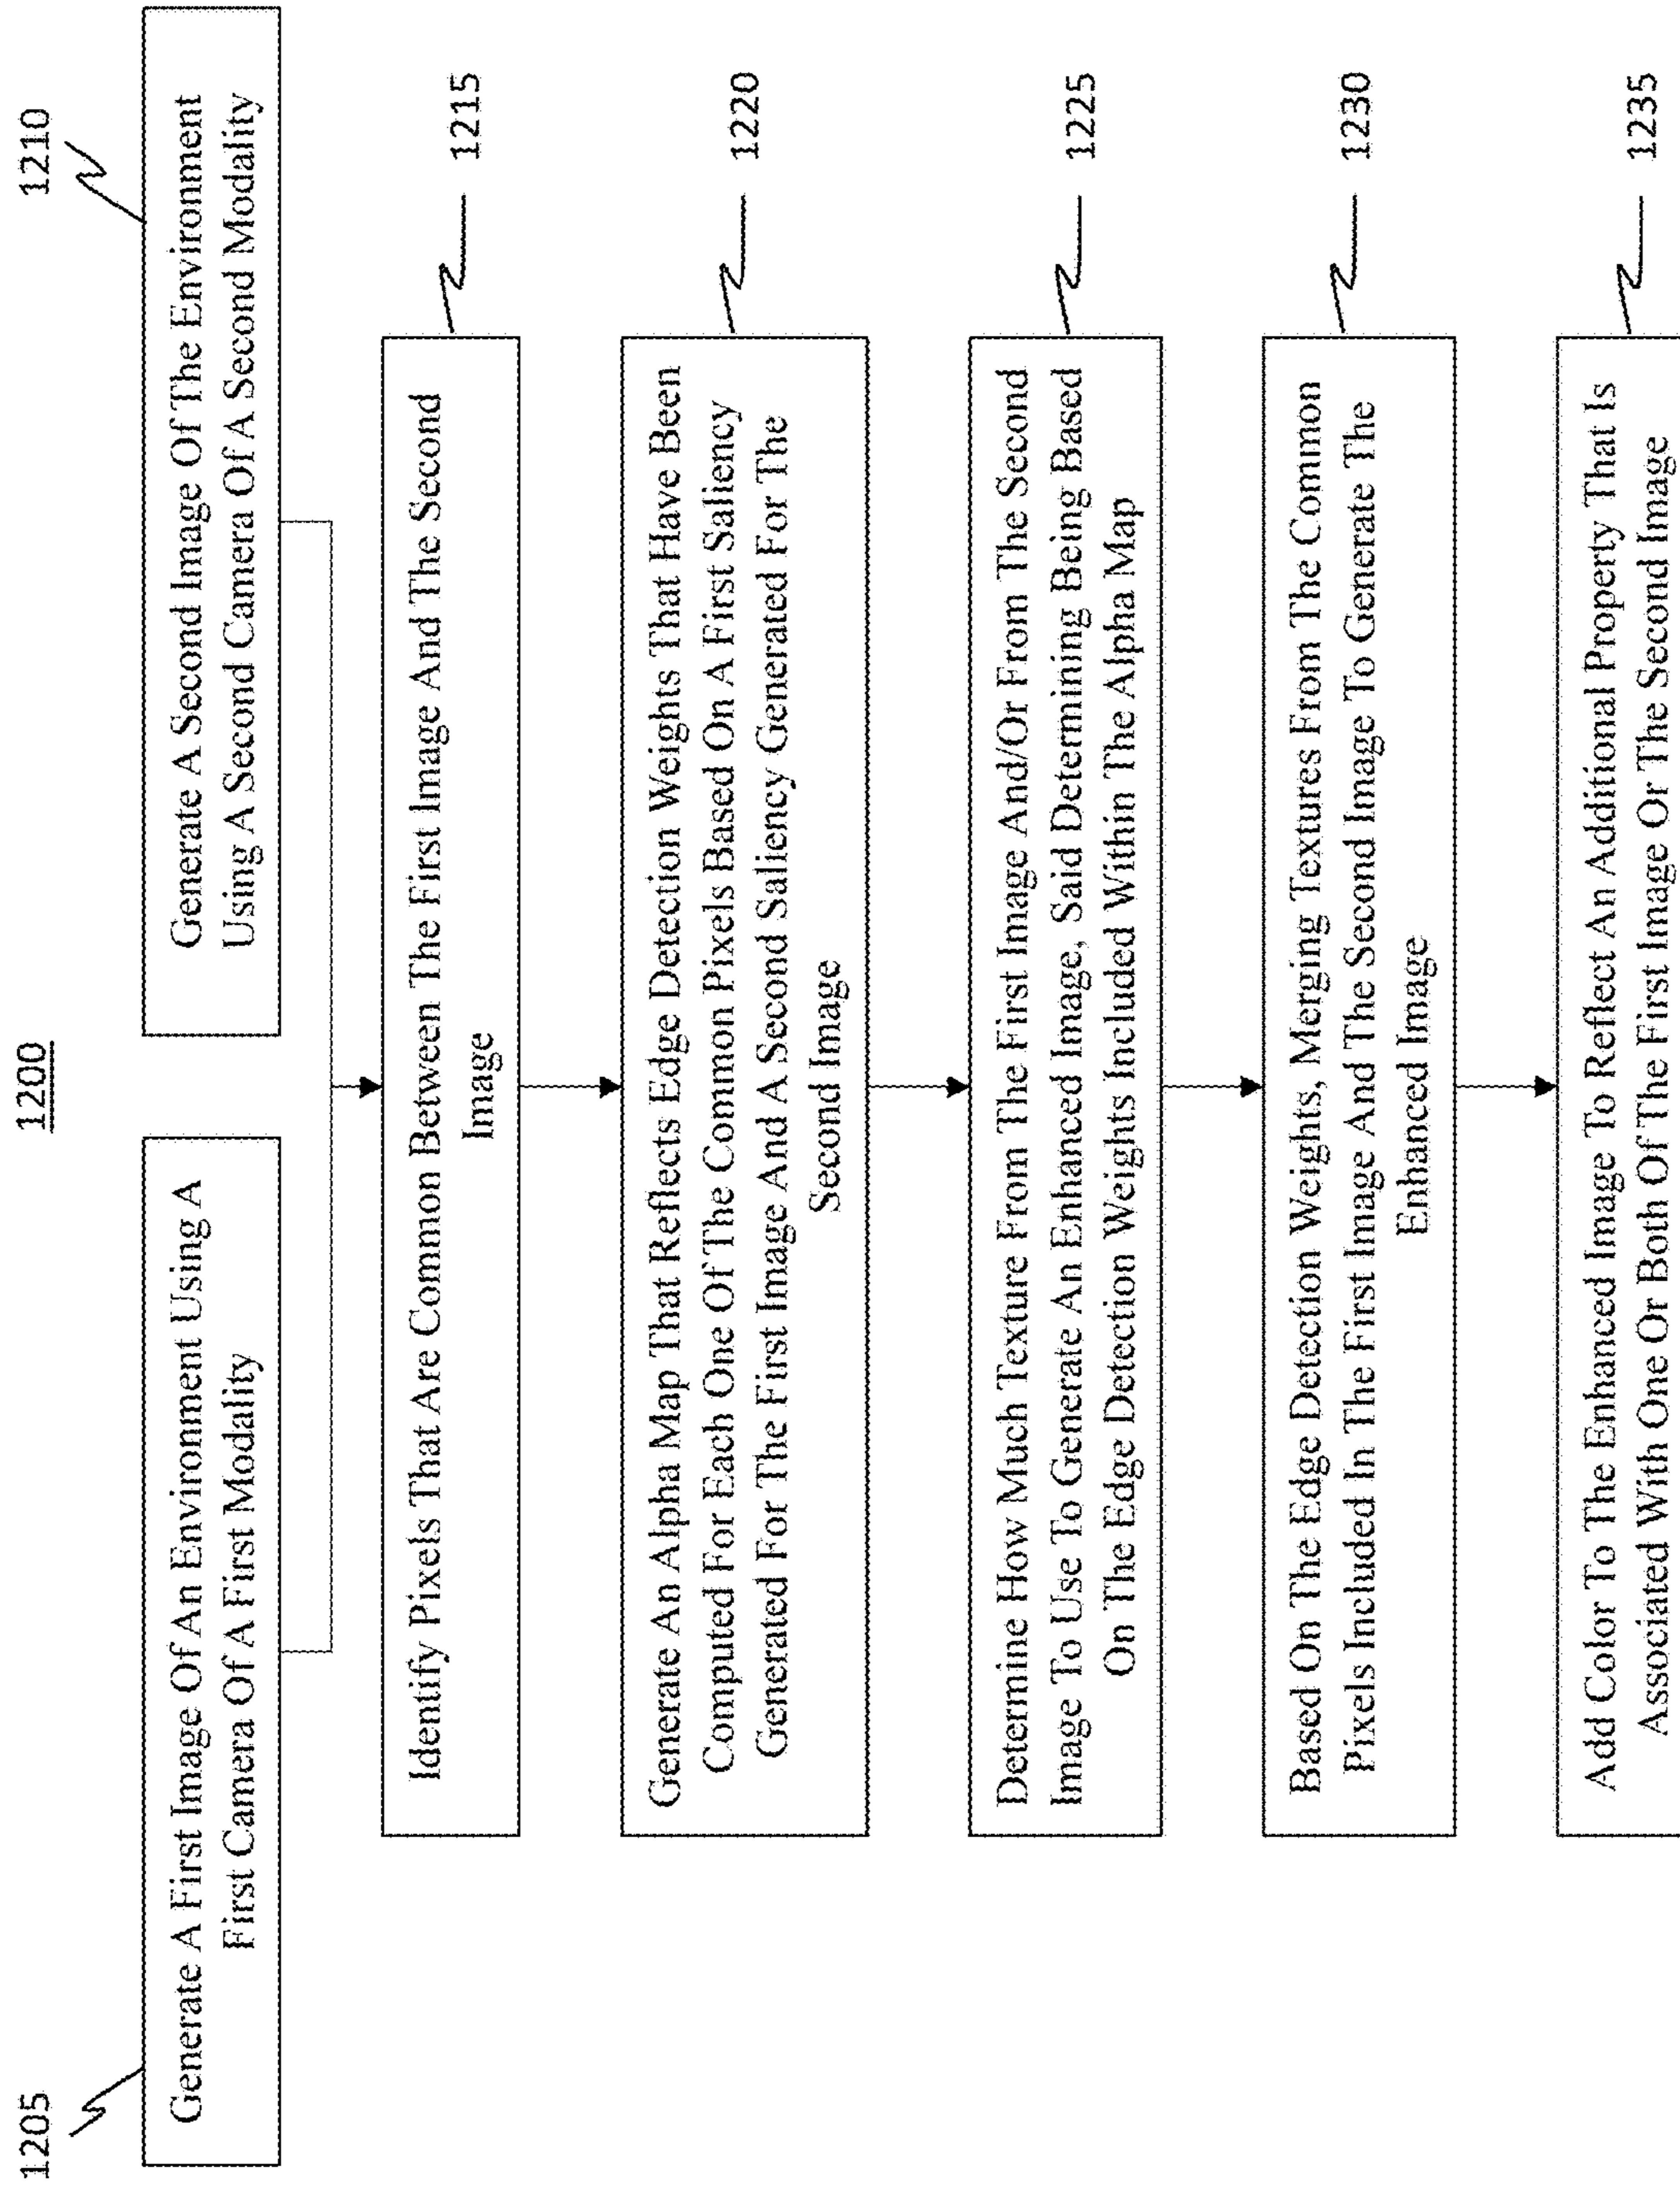 1200
1205
Generate A First Image Of An Environment Using A
First Camera Of A First Modality
1210
Generate A Second Image Of The Environment
Using A Second Camera Of A Second Modality
Identify Pixels That Are Common Between The First Image And The Second
Image
1215
Generate An Alpha Map That Reflects Edge Detection Weights That Have Been
Computed For Each One Of The Common Pixels Based On A First Saliency
Generated For The First Image And A Second Saliency Generated For The
Second Image
1220
Determine How Much Texture From The First Image And/Or From The Second
Image To Use To Generate An Enhanced Image, Said Determining Being Based
On The Edge Detection Weights Included Within The Alpha Map
1225
Based On The Edge Detection Weights, Merging Textures From The Common
Pixels Included In The First Image And The Second Image To Generate The
Enhanced Image
1230
Add Color To The Enhanced Image To Reflect An Additional Property That Is
Associated With One Or Both Of The First Image Or The Second Image
1235